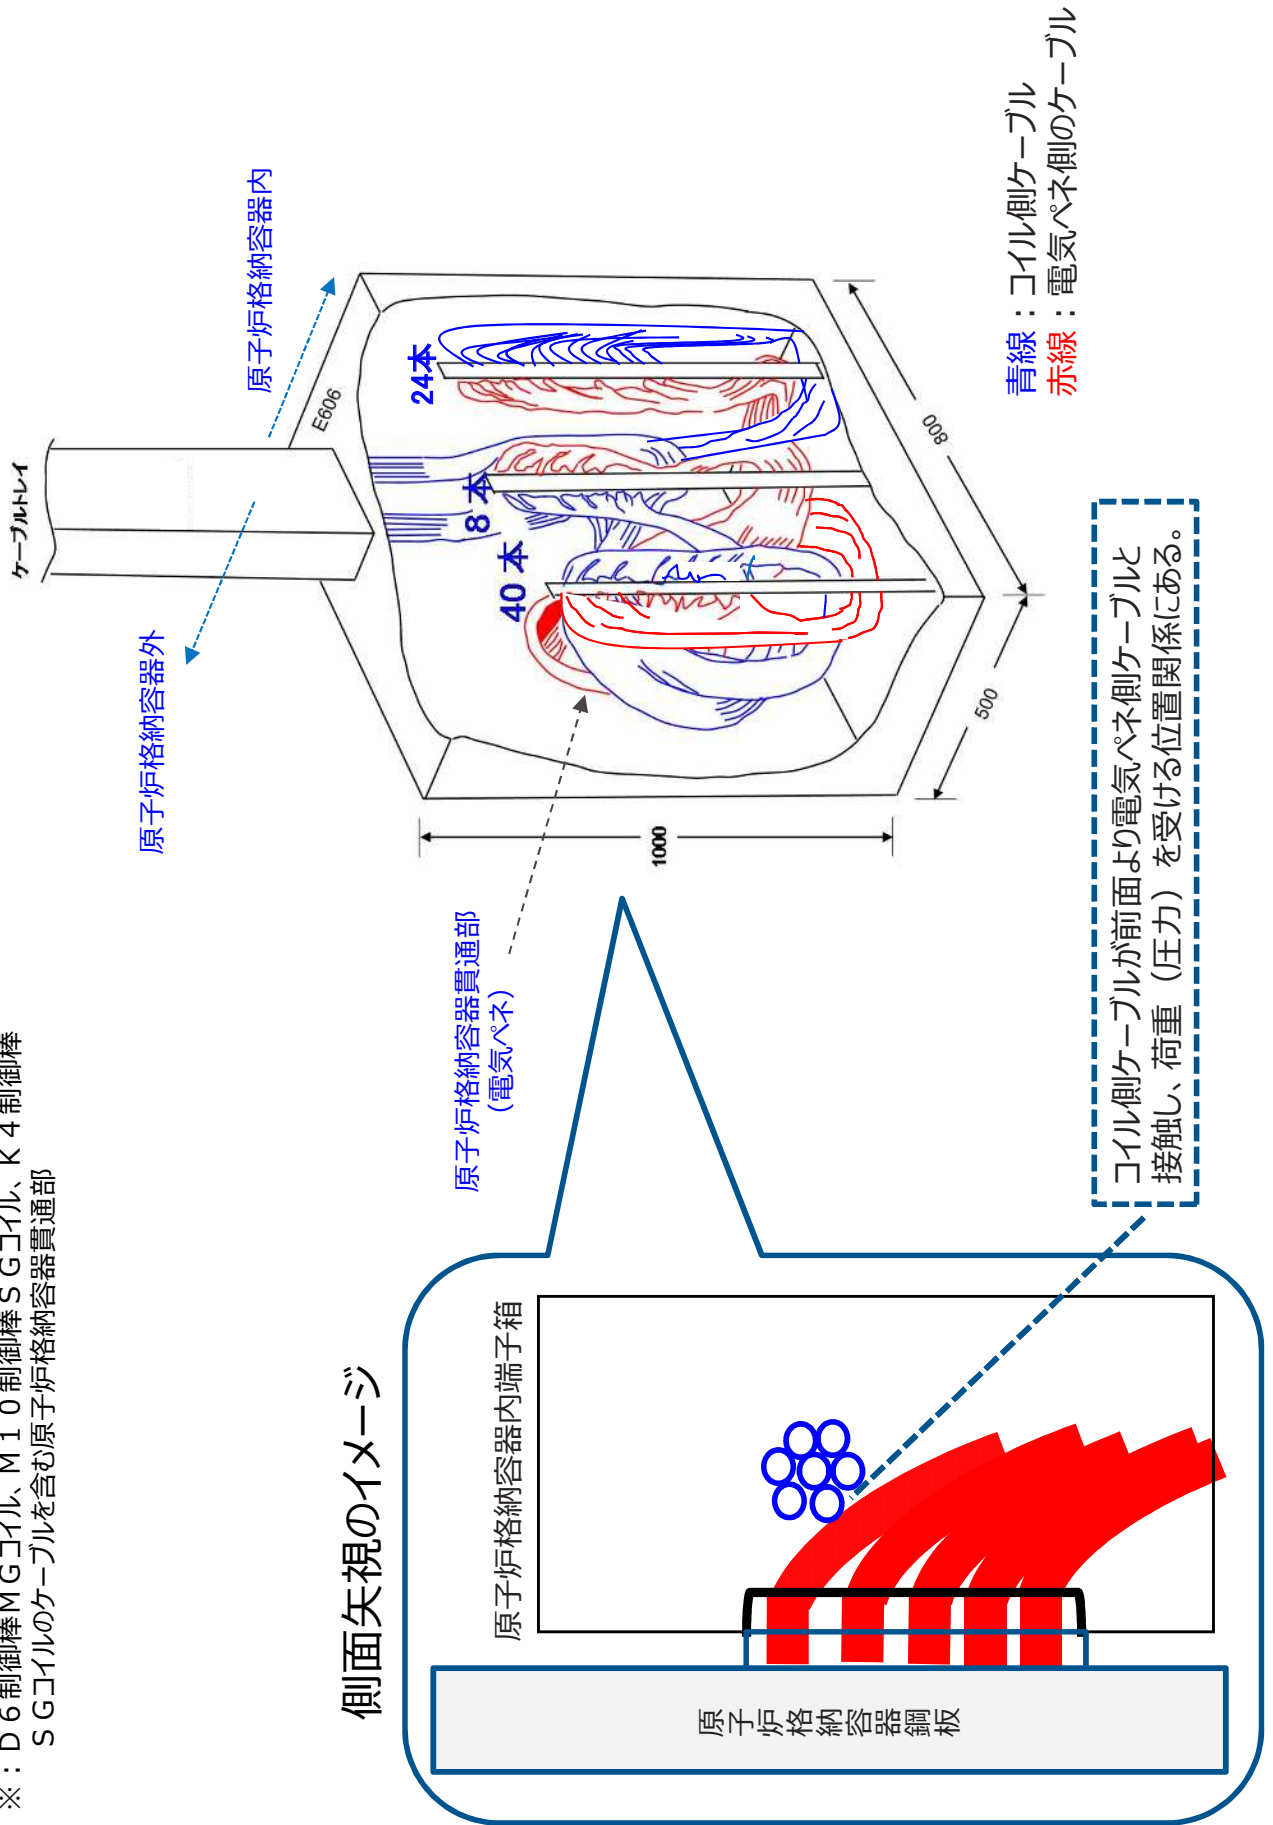 ※：Ｄ６制御棒ＭＧコイル、Ｍ１０制御棒ＳＧコイル、Ｋ４制御棒
ＳＧコイルのケーブルを含む原子炉格納容器貫通部
側面矢視のイメージ
原子炉格納容器内端子箱
原子炉格納容器鋼板
原子炉格納容器貫通部
（電気ペネ）
原子炉格納容器外
原子炉格納容器内
ケーブルトレイ
E606
24本
8本
40本
1000
500
800
コイル側ケーブルが前面より電気ペネ側ケーブルと
接触し、荷重（圧力）を受ける位置関係にある。
青線：コイル側ケーブル
赤線：電気ペネ側のケーブル